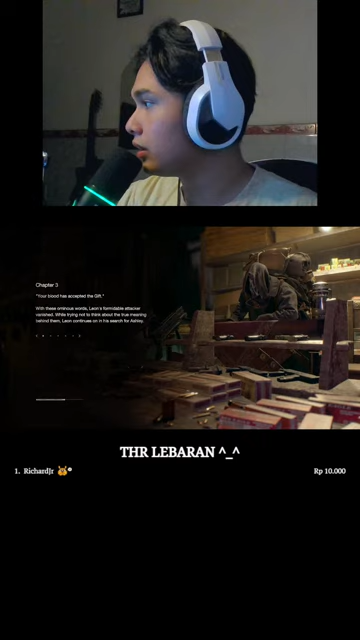 Chapter 3
"Your blood has accepted the Gift."
With these ominous words, Leon's formidable attacker
vanished. While trying not to think about the true meaning
behind them, Leon continues on in his search for Ashley.
THR LEBARAN ^_^
1. RichardJr Rp 10.000